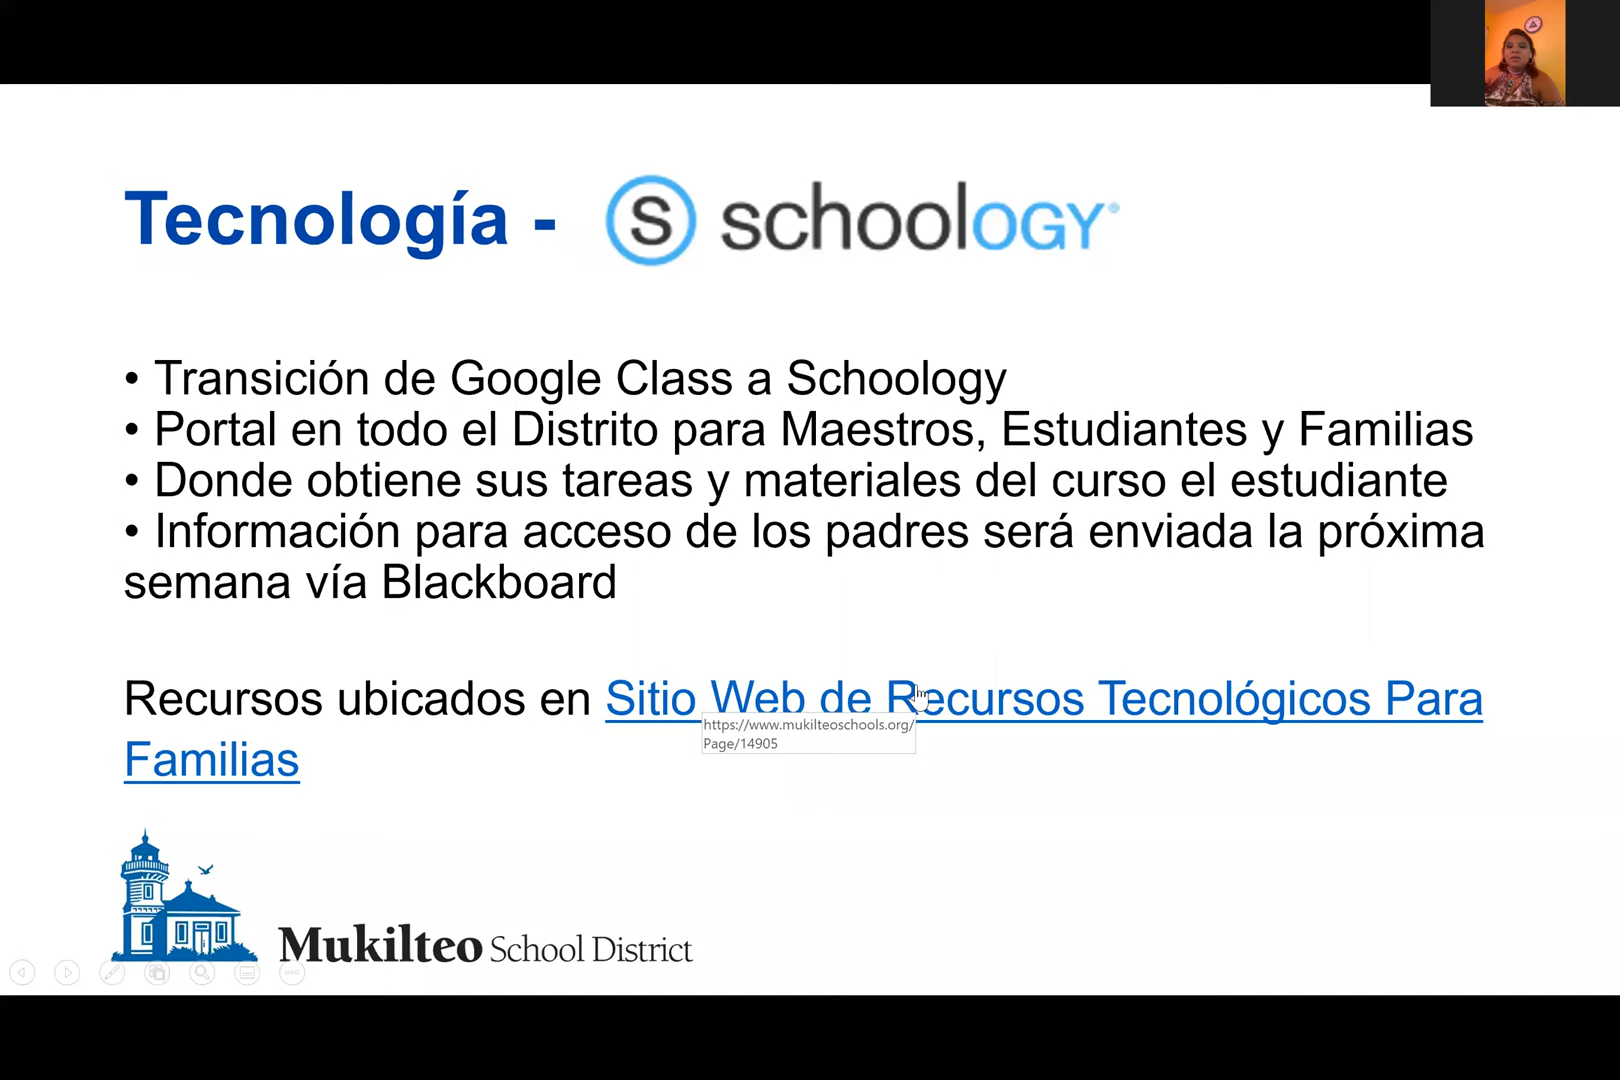 Tecnología - S schoology
• Transición de Google Class a Schoology
• Portal en todo el Distrito para Maestros, Estudiantes y Familias
• Donde obtiene sus tareas y materiales del curso el estudiante
• Información para acceso de los padres será enviada la próxima
semana vía Blackboard
Recursos ubicados en Sitio Web de Recursos Tecnológicos Para
Familias
https://www.mukilteoschools.org/
Page/14905
Mukilteo School District